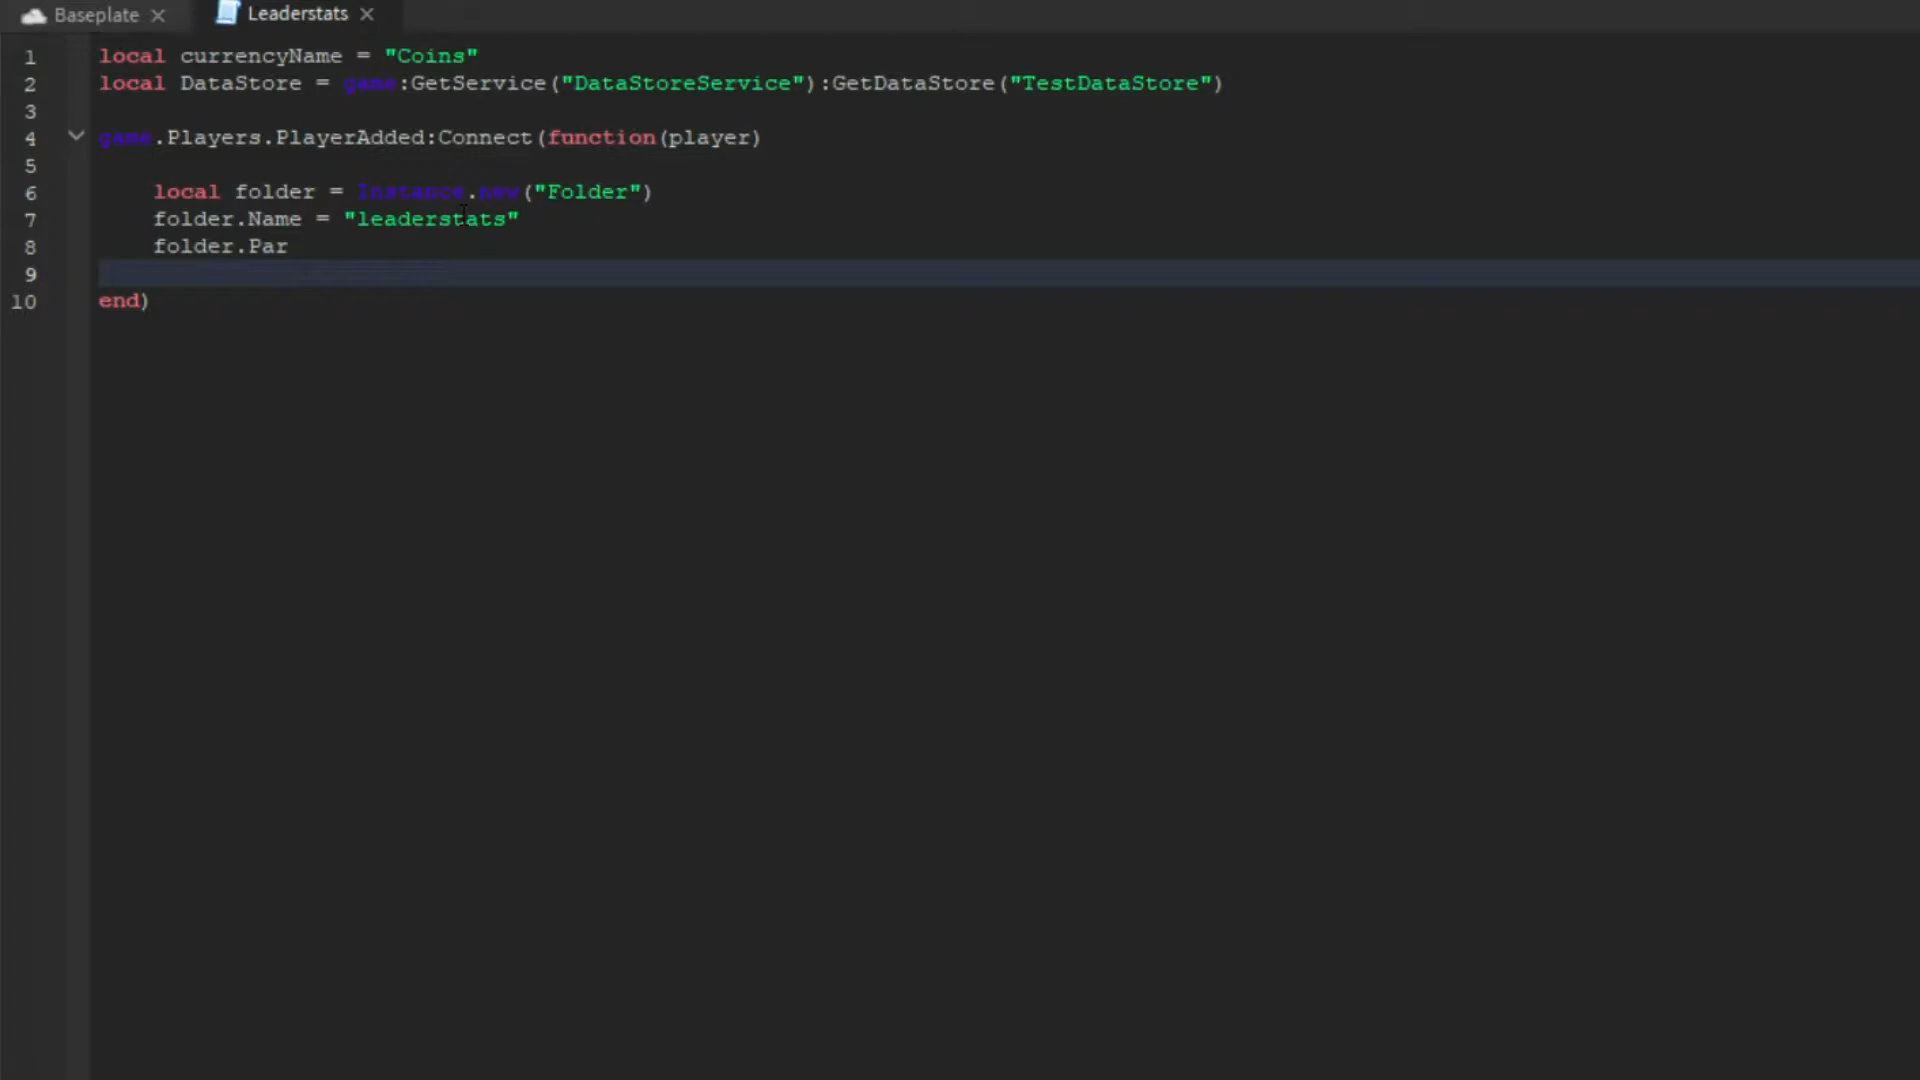 Baseplate
Leaderstats
1 local currencyName = "Coins"
2 local DataStore = game:GetService("DataStoreService"):GetDataStore("TestDataStore")
3
4 game.Players.PlayerAdded:Connect(function(player)
5
6 local folder = Instance.new("Folder")
7 folder.Name = "leaderstats"
8 folder.Par
9
10 end)